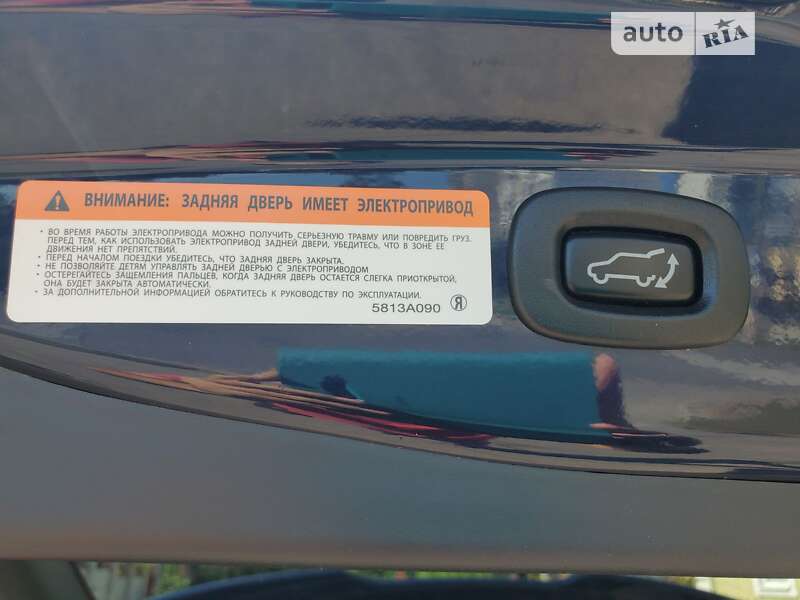 auto RIA
ВНИМАНИЕ: ЗАДНЯЯ ДВЕРЬ ИМЕЕТ ЭЛЕКТРОПРИВОД
• ВО ВРЕМЯ РАБОТЫ ЭЛЕКТРОПРИВОДА МОЖНО ПОЛУЧИТЬ СЕРЬЕЗНУЮ ТРАВМУ ИЛИ ПОВРЕДИТЬ ГРУЗ.
ПЕРЕД ТЕМ, КАК ИСПОЛЬЗОВАТЬ ЭЛЕКТРОПРИВОД ЗАДНЕЙ ДВЕРИ, УБЕДИТЕСЬ, ЧТО В ЗОНЕ ЕЕ
ДВИЖЕНИЯ НЕТ ПРЕПЯТСТВИЙ.
• ПЕРЕД НАЧАЛОМ ПОЕЗДКИ УБЕДИТЕСЬ, ЧТО ЗАДНЯЯ ДВЕРЬ ЗАКРЫТА.
• НЕ ПОЗВОЛЯЙТЕ ДЕТЯМ УПРАВЛЯТЬ ЗАДНЕЙ ДВЕРЬЮ С ЭЛЕКТРОПРИВОДОМ
• ОСТЕРЕГАЙТЕСЬ ЗАЩЕМЛЕНИЯ ПАЛЬЦЕВ, КОГДА ЗАДНЯЯ ДВЕРЬ ОСТАЕТСЯ СЛЕГКА ПРИОТКРЫТОЙ,
ОНА БУДЕТ ЗАКРЫТА АВТОМАТИЧЕСКИ.
• ЗА ДОПОЛНИТЕЛЬНОЙ ИНФОРМАЦИЕЙ ОБРАТИТЕСЬ К РУКОВОДСТВУ ПО ЭКСПЛУАТАЦИИ.
5813A090 Я